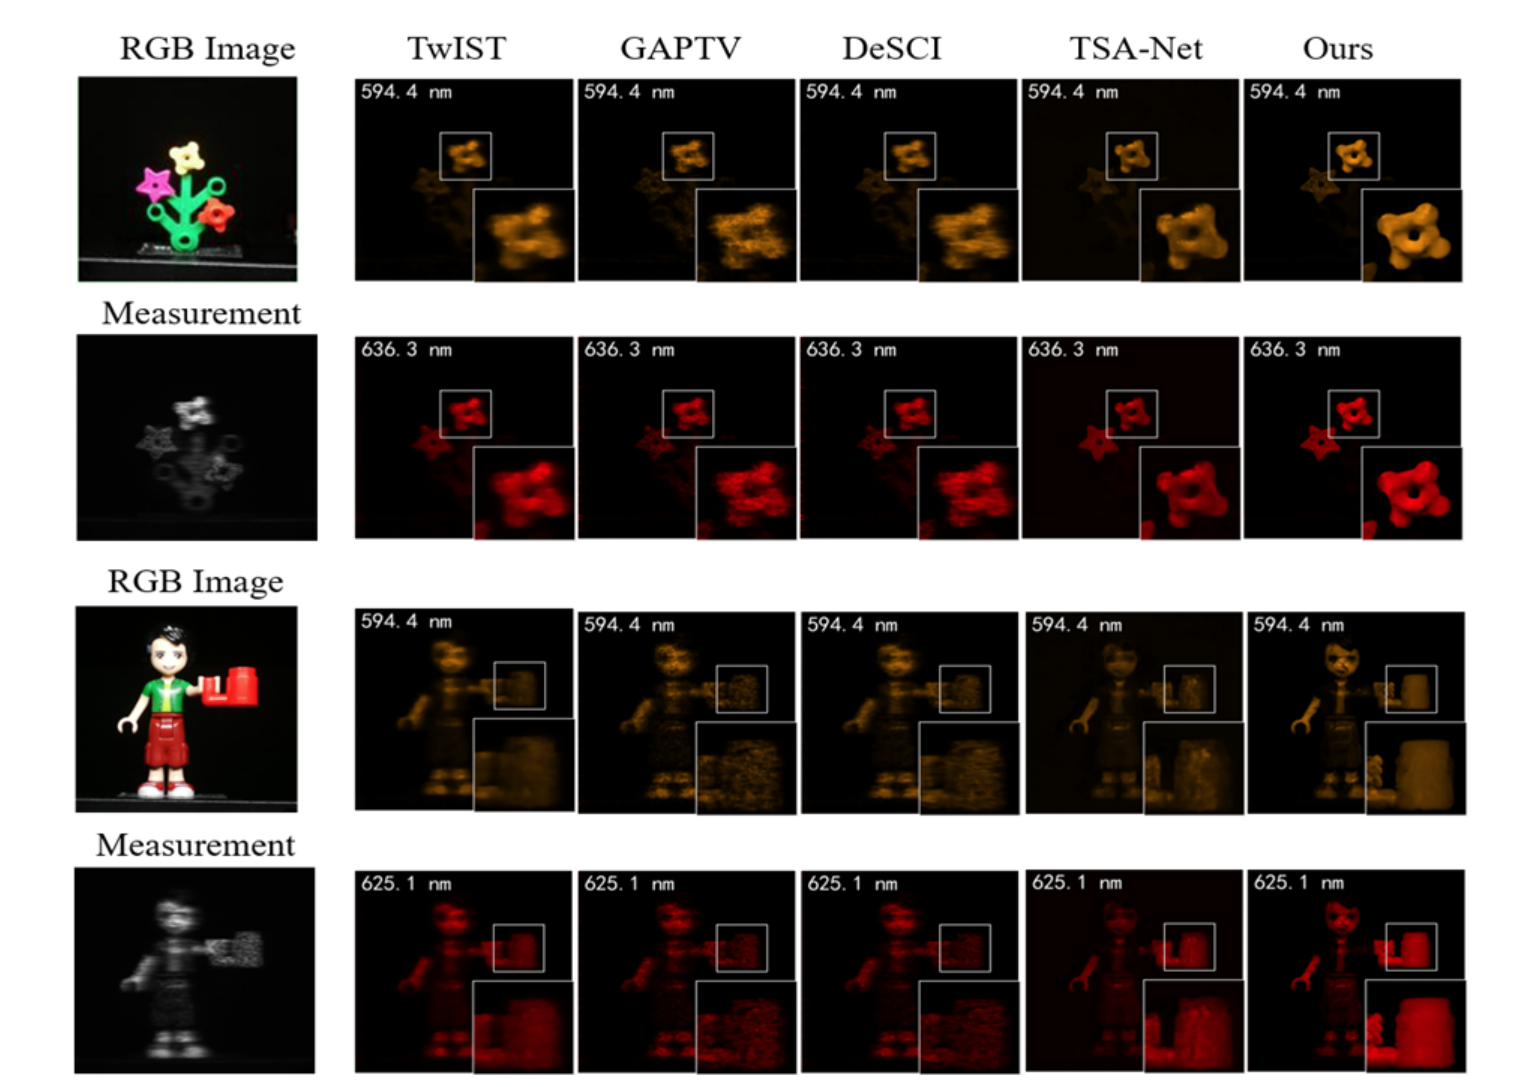 RGB Image TwIST GAPTV DeSCI TSA-Net Ours
594.4 nm 594.4 nm 594.4 nm 594.4 nm 594.4 nm
Measurement
636.3 nm 636.3 nm 636.3 nm 636.3 nm 636.3 nm
RGB Image
594.4 nm 594.4 nm 594.4 nm 594.4 nm 594.4 nm
Measurement
625.1 nm 625.1 nm 625.1 nm 625.1 nm 625.1 nm